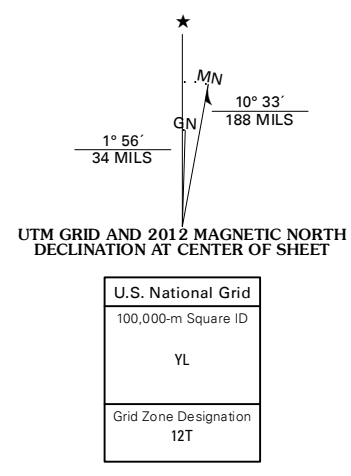 ★
MN
GN
1° 56´
34 MILS
10° 33´
188 MILS
UTM GRID AND 2012 MAGNETIC NORTH
DECLINATION AT CENTER OF SHEET
U.S. National Grid
100,000-m Square ID
YL
Grid Zone Designation
12T